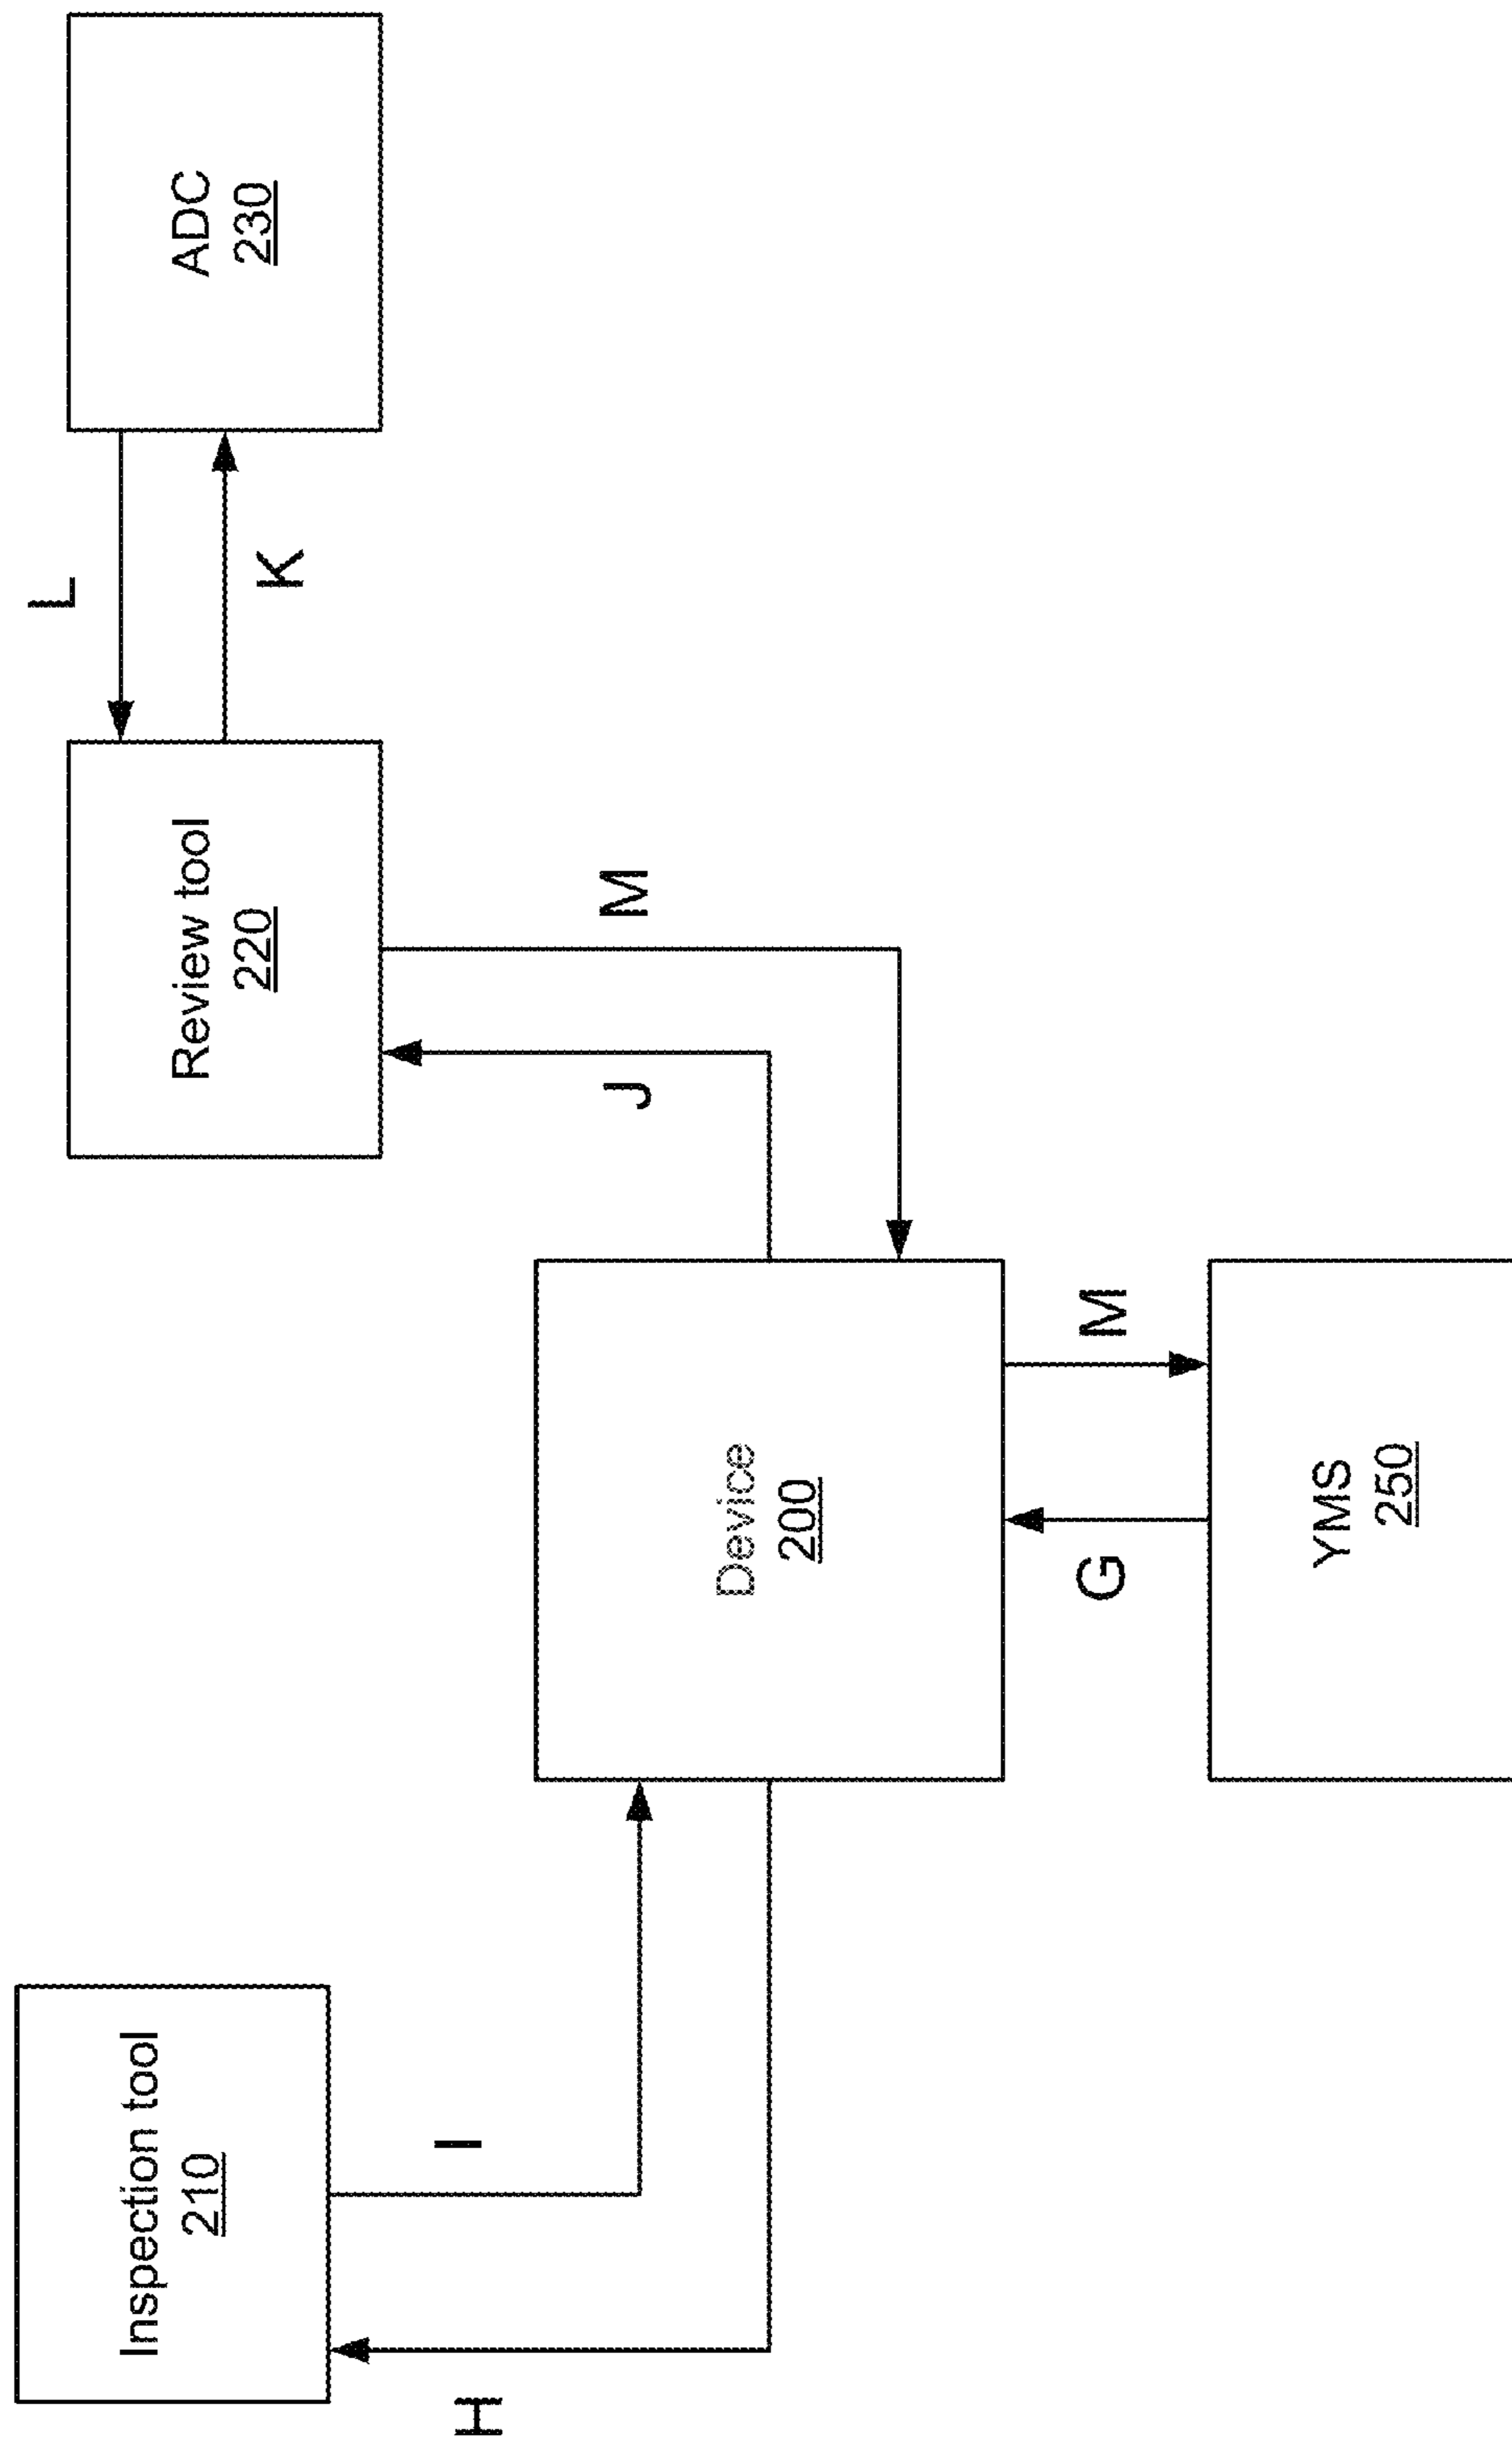 Inspection tool
210
H
I
Device
200
G
M
YMS
250
J
M
Review tool
220
L
K
ADC
230